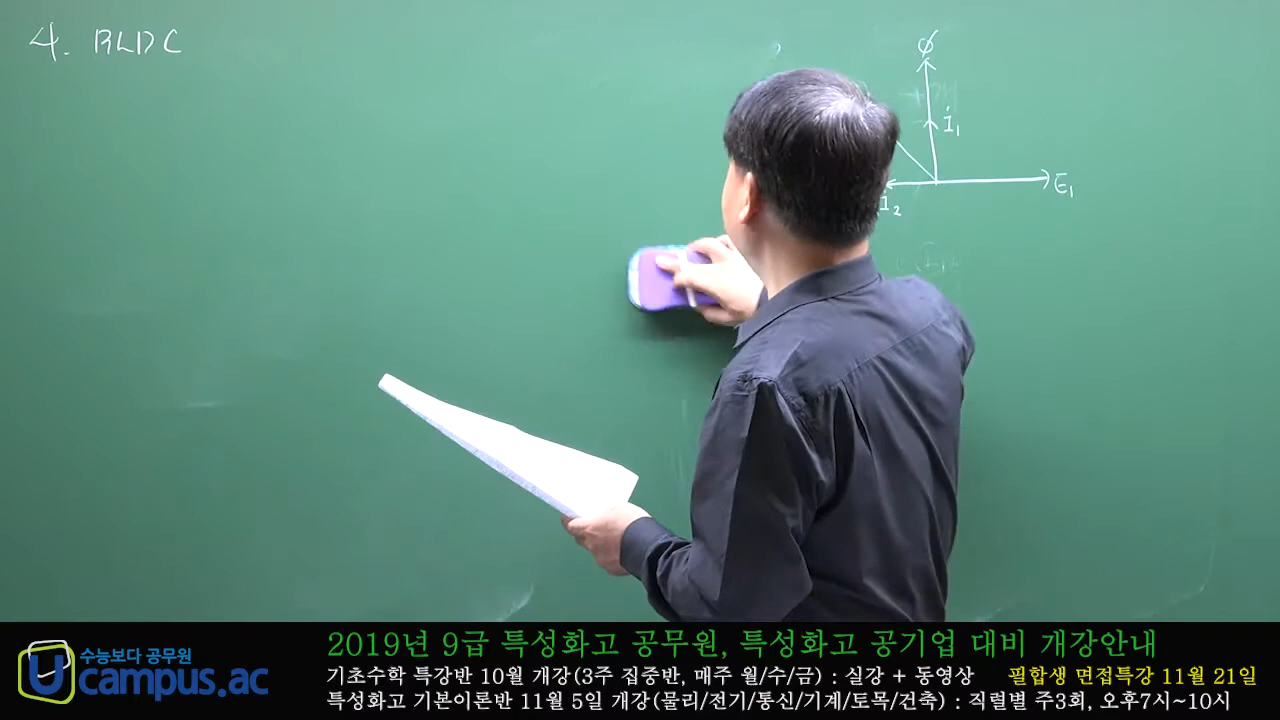 4. BLDC
ϕ
i₁
E₁
I₂
수능보다 공무원
Ucampus.ac
2019년 9급 특성화고 공무원, 특성화고 공기업 대비 개강안내
기초수학 특강반 10월 개강(3주 집중반, 매주 월/수/금) : 실강 + 동영상 필합생 면접특강 11월 21일
특성화고 기본이론반 11월 5일 개강(물리/전기/통신/기계/토목/건축) : 직렬별 주3회, 오후7시~10시